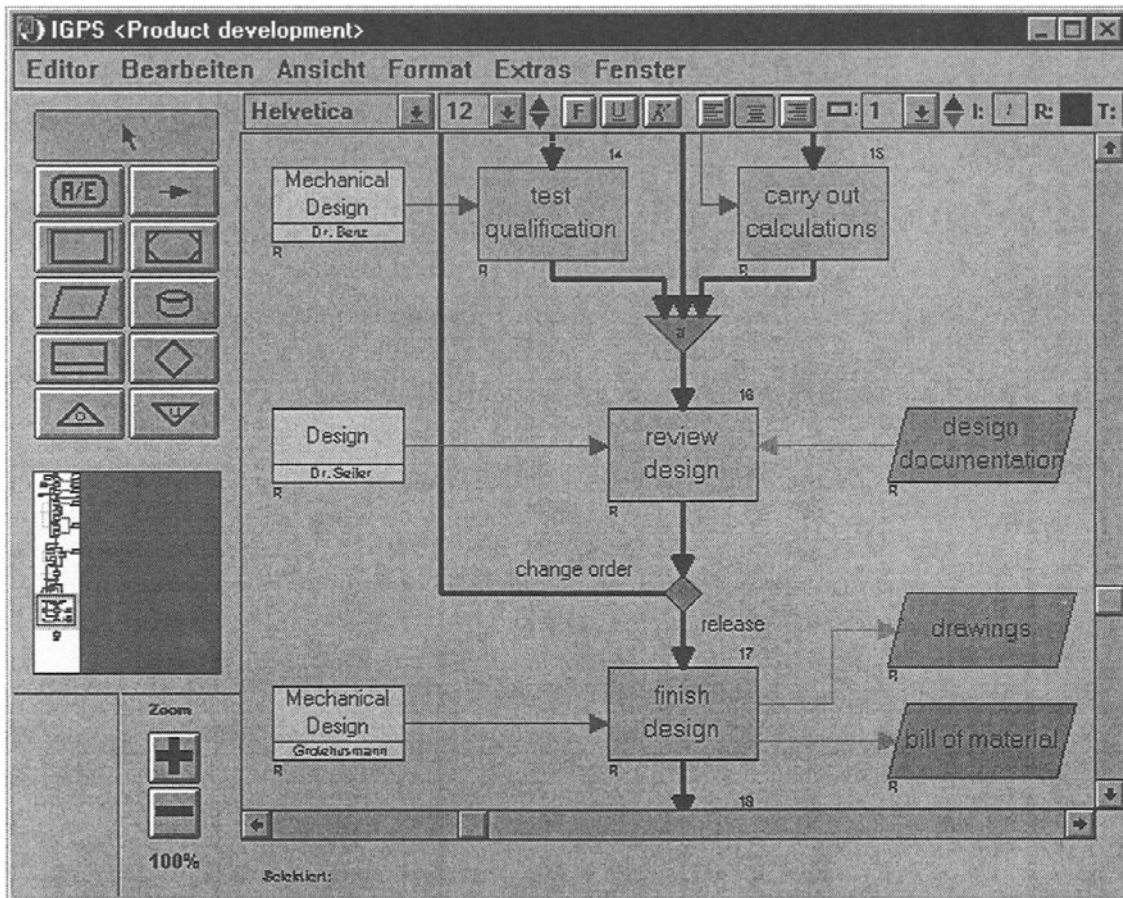 IGPS <Product development>
Editor Bearbeiten Ansicht Format Extras Fenster
Helvetica 12 F U 1 I: R: T:
A/E
14
15
Mechanical
Design
Dr. Benz
R
test
qualification
R
carry out
calculations
R
16
Design
Dr. Seiler
R
review
design
R
design
documentation
R
change order
release
17
drawings
R
Mechanical
Design
Grotehusmann
R
finish
design
R
bill of material
R
18
Zoom
100%
Selektiert: